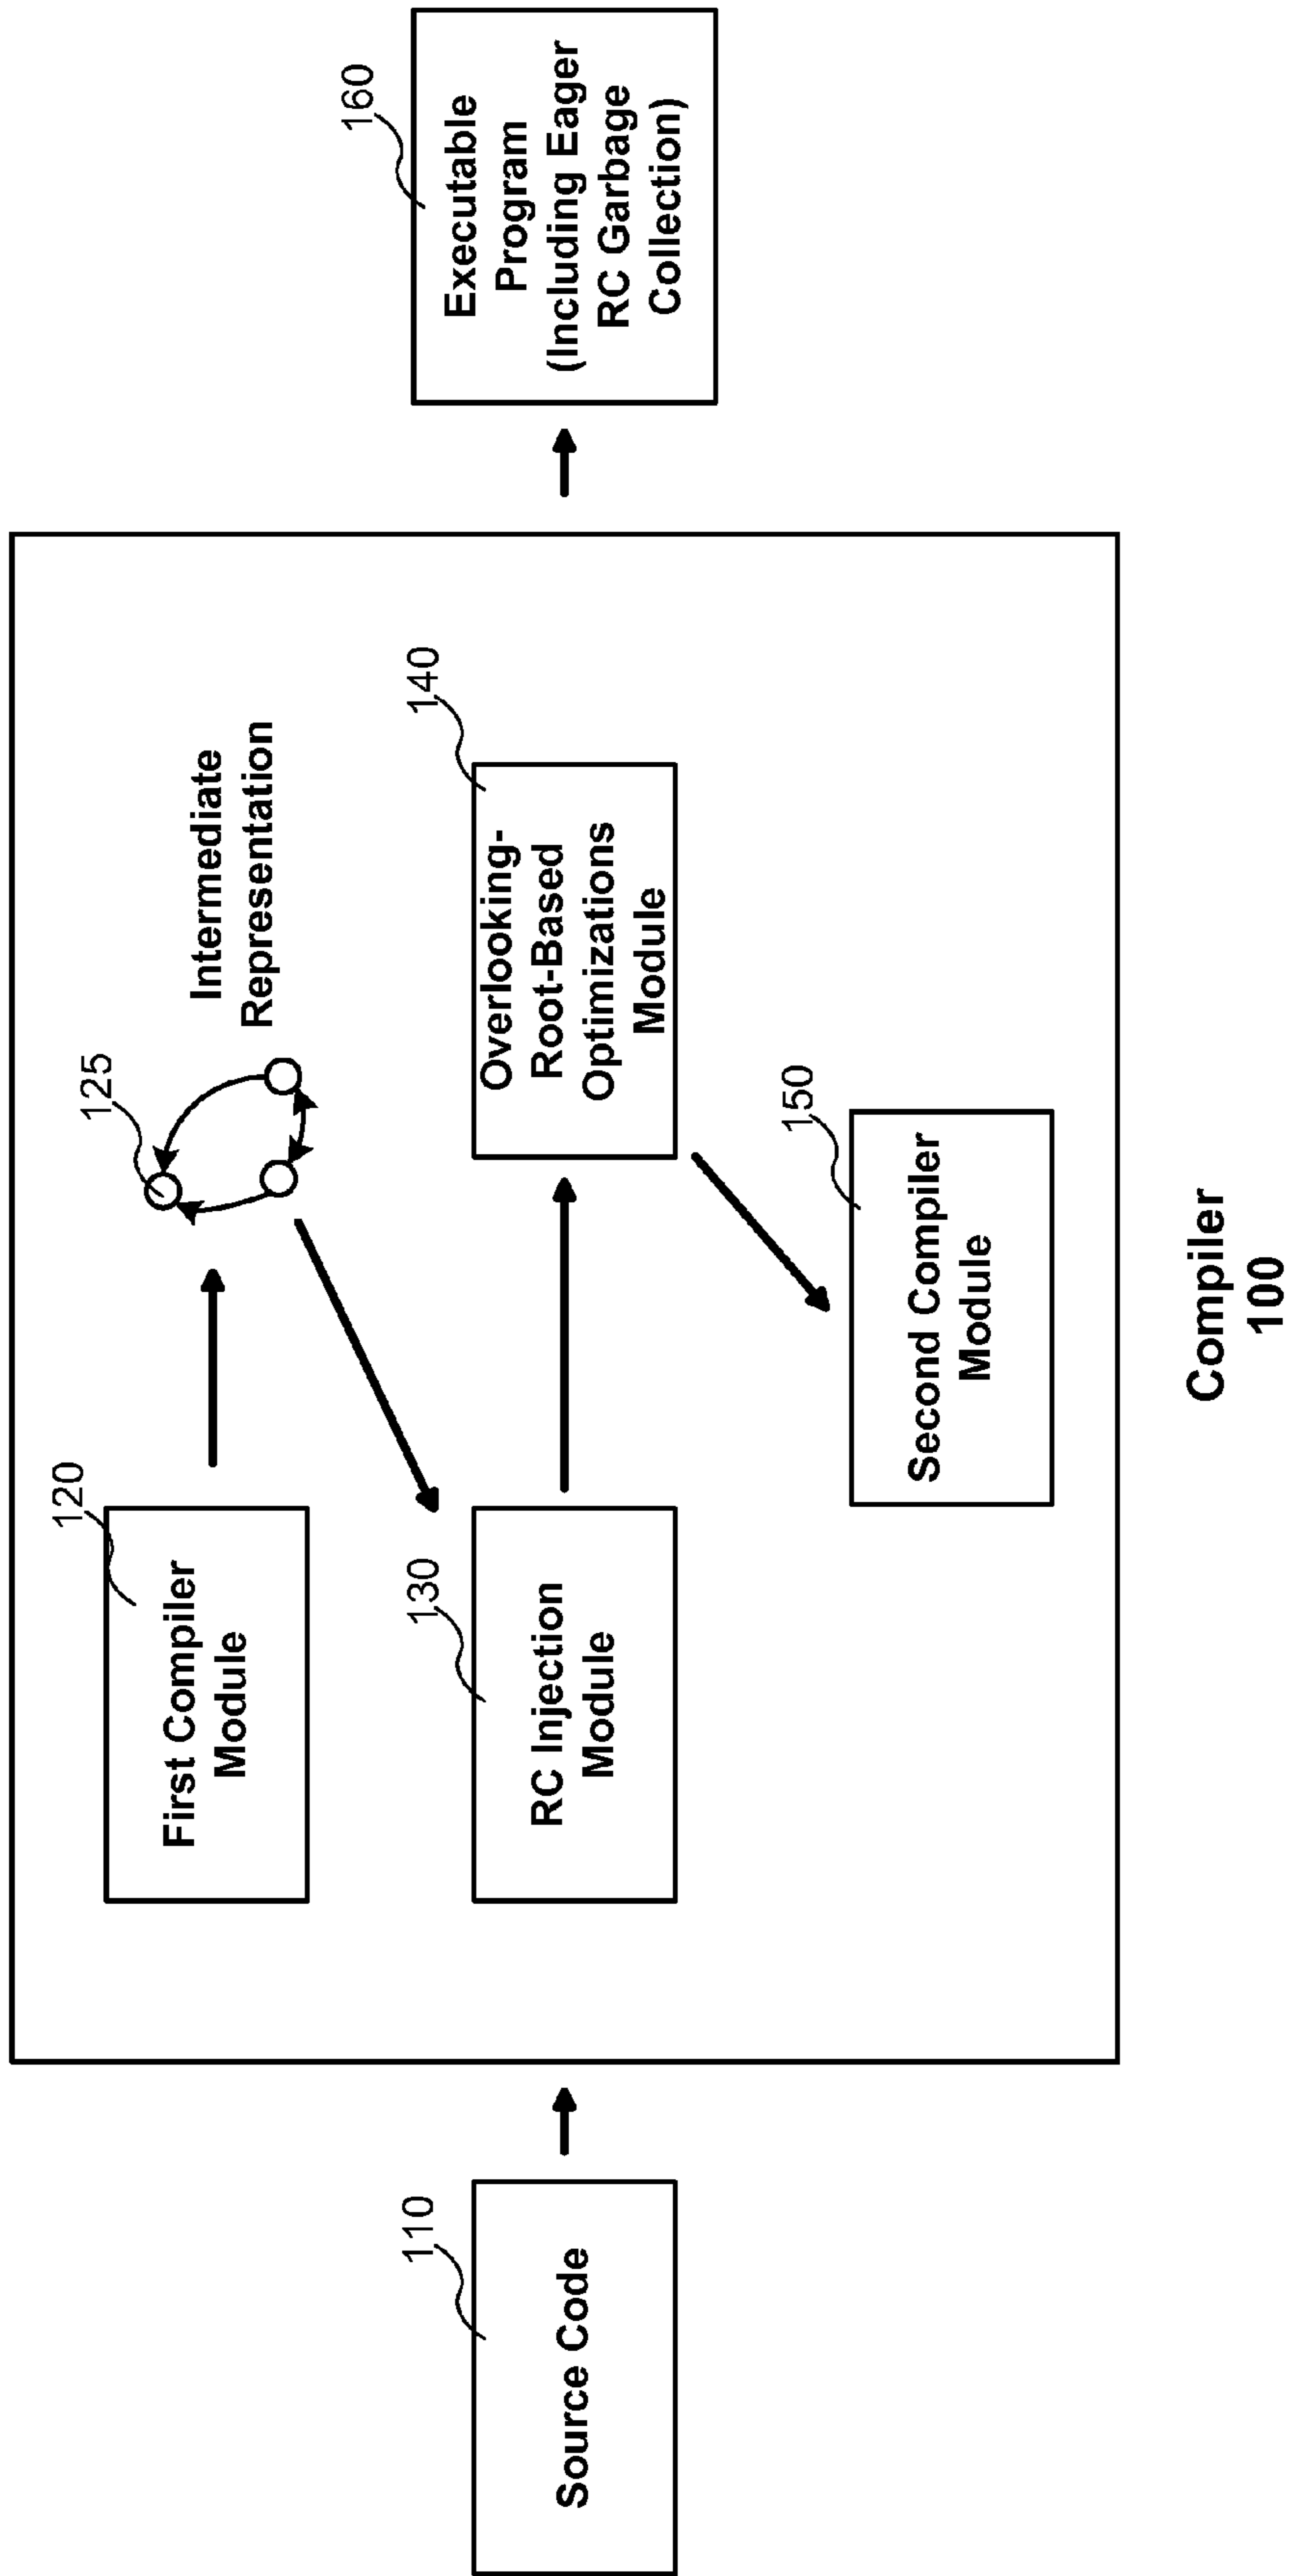 110
Source Code
120
First Compiler
Module
125
Intermediate
Representation
130
RC Injection
Module
140
Overlooking-
Root-Based
Optimizations
Module
150
Second Compiler
Module
160
Executable
Program
(Including Eager
RC Garbage
Collection)
Compiler
100